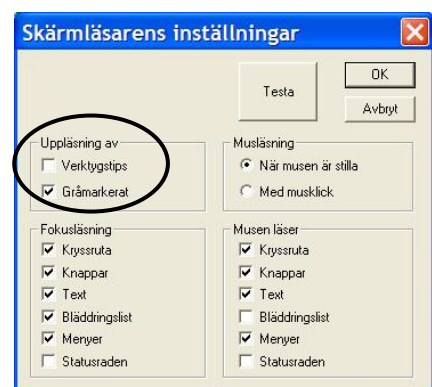 Skärmläsarens inställningar
Testa
OK
Avbryt
Uppläsning av
Verktygstips
Gråmarkerat
Musläsning
När musen är stilla
Med musklick
Fokusläsning
Kryssruta
Knappar
Text
Bläddringslist
Menyer
Statusraden
Musen läser
Kryssruta
Knappar
Text
Bläddringslist
Menyer
Statusraden